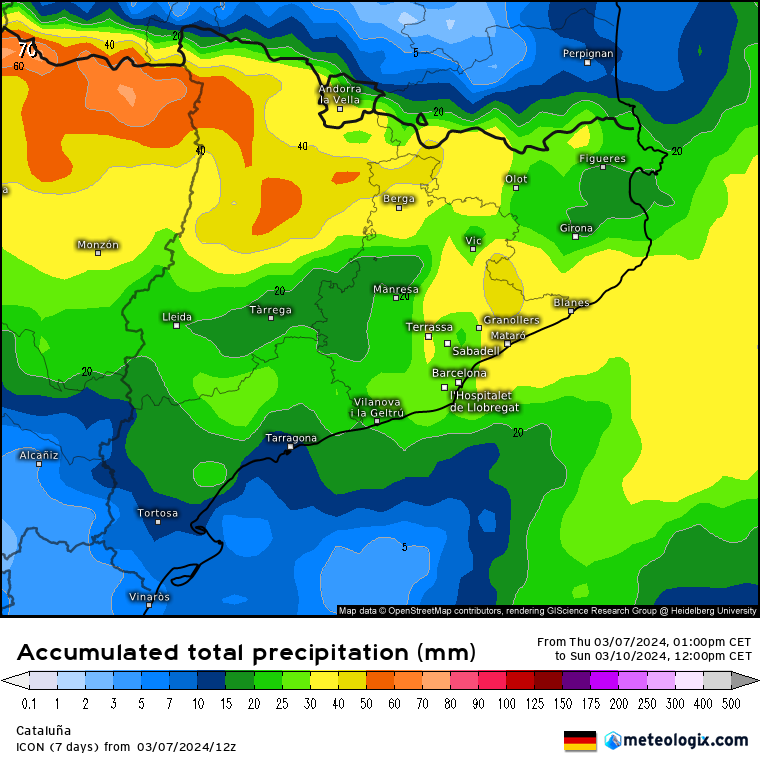 40
20
70
60
5
Perpignan
Andorra
la Vella
20
40
40
20
Figueres
Olot
a
Berga
Girona
Vic
Monzón
20
Manresa
20
Blanes
Lleida
Tàrrega
Granollers
Terrassa
Mataró
Sabadell
20
Barcelona
l'Hospitalet
de Llobregat
Vilanova
i la Geltrú
20
Tarragona
Alcañiz
Tortosa
5
Vinaròs
Map data © OpenStreetMap contributors, rendering GIScience Research Group @ Heidelberg University
Accumulated total precipitation (mm)
From Thu 03/07/2024, 01:00pm CET
to Sun 03/10/2024, 12:00pm CET
0.1 1 2 3 5 7 10 15 20 25 30 40 50 60 70 80 90 100 125 150 175 200 250 300 400 500
Cataluña
ICON (7 days) from 03/07/2024/12z
meteologix.com